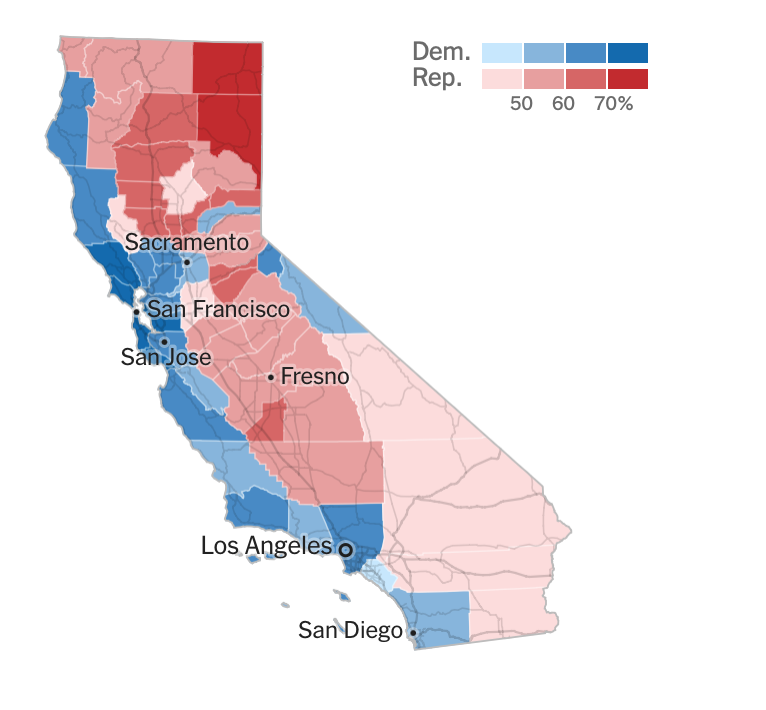 Dem.
Rep.
50 60 70%
Sacramento
San Francisco
San Jose
Fresno
Los Angeles
San Diego